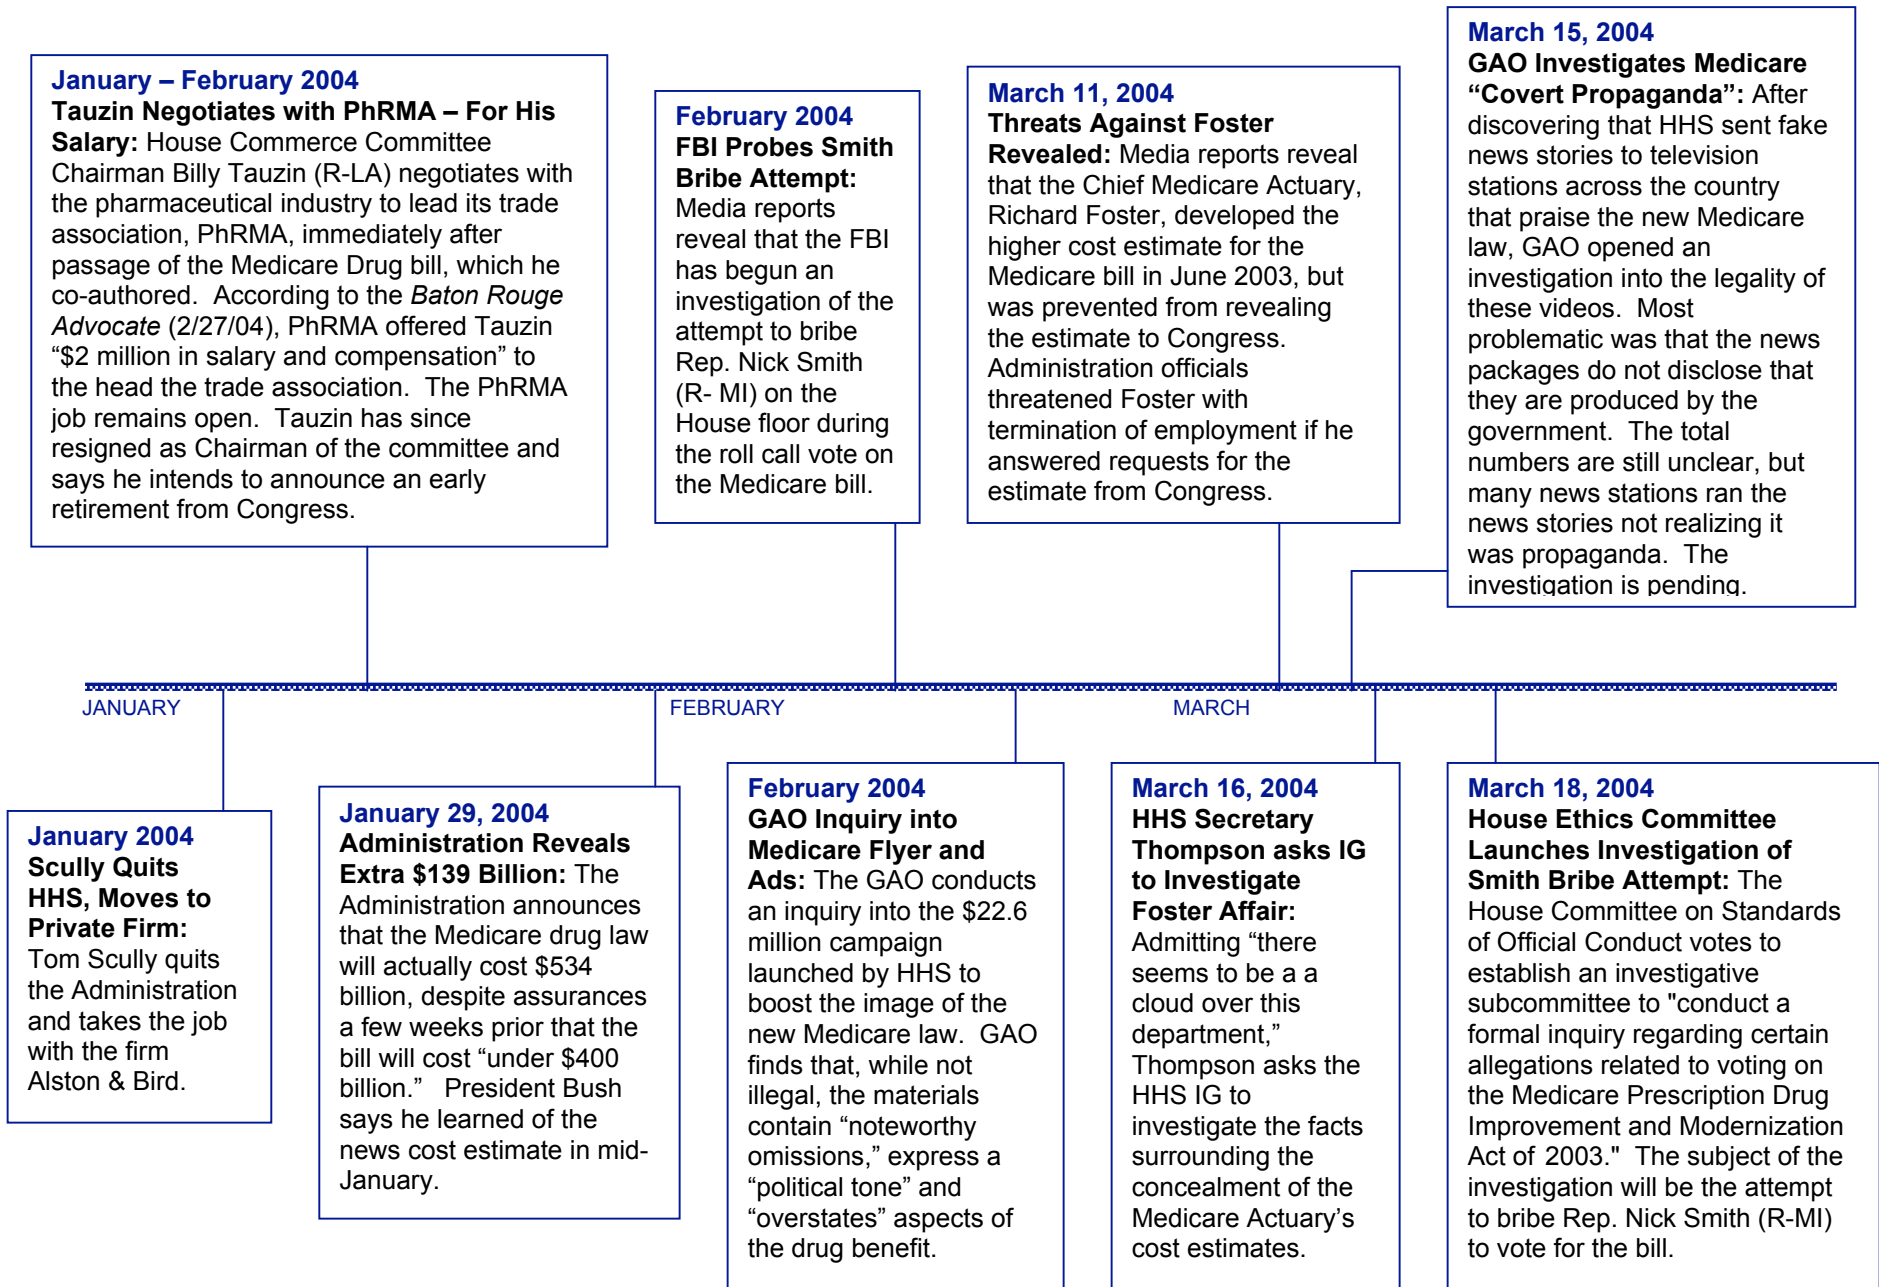 January – February 2004
Tauzin Negotiates with PhRMA – For His
Salary: House Commerce Committee
Chairman Billy Tauzin (R-LA) negotiates with
the pharmaceutical industry to lead its trade
association, PhRMA, immediately after
passage of the Medicare Drug bill, which he
co-authored.  According to the Baton Rouge
Advocate (2/27/04), PhRMA offered Tauzin
“$2 million in salary and compensation” to
the head the trade association.  The PhRMA
job remains open.  Tauzin has since
resigned as Chairman of the committee and
says he intends to announce an early
retirement from Congress.
February 2004
FBI Probes Smith
Bribe Attempt:
Media reports
reveal that the FBI
has begun an
investigation of the
attempt to bribe
Rep. Nick Smith
(R- MI) on the
House floor during
the roll call vote on
the Medicare bill.
March 11, 2004
Threats Against Foster
Revealed: Media reports reveal
that the Chief Medicare Actuary,
Richard Foster, developed the
higher cost estimate for the
Medicare bill in June 2003, but
was prevented from revealing
the estimate to Congress.
Administration officials
threatened Foster with
termination of employment if he
answered requests for the
estimate from Congress.
March 15, 2004
GAO Investigates Medicare
“Covert Propaganda”: After
discovering that HHS sent fake
news stories to television
stations across the country
that praise the new Medicare
law, GAO opened an
investigation into the legality of
these videos.  Most
problematic was that the news
packages do not disclose that
they are produced by the
government.  The total
numbers are still unclear, but
many news stations ran the
news stories not realizing it
was propaganda.  The
investigation is pending.
JANUARY
FEBRUARY
MARCH
January 2004
Scully Quits
HHS, Moves to
Private Firm:
Tom Scully quits
the Administration
and takes the job
with the firm
Alston & Bird.
January 29, 2004
Administration Reveals
Extra $139 Billion: The
Administration announces
that the Medicare drug law
will actually cost $534
billion, despite assurances
a few weeks prior that the
bill will cost “under $400
billion.”   President Bush
says he learned of the
news cost estimate in mid-
January.
February 2004
GAO Inquiry into
Medicare Flyer and
Ads: The GAO conducts
an inquiry into the $22.6
million campaign
launched by HHS to
boost the image of the
new Medicare law.  GAO
finds that, while not
illegal, the materials
contain “noteworthy
omissions,” express a
“political tone” and
“overstates” aspects of
the drug benefit.
March 16, 2004
HHS Secretary
Thompson asks IG
to Investigate
Foster Affair:
Admitting “there
seems to be a a
cloud over this
department,”
Thompson asks the
HHS IG to
investigate the facts
surrounding the
concealment of the
Medicare Actuary’s
cost estimates.
March 18, 2004
House Ethics Committee
Launches Investigation of
Smith Bribe Attempt: The
House Committee on Standards
of Official Conduct votes to
establish an investigative
subcommittee to "conduct a
formal inquiry regarding certain
allegations related to voting on
the Medicare Prescription Drug
Improvement and Modernization
Act of 2003."  The subject of the
investigation will be the attempt
to bribe Rep. Nick Smith (R-MI)
to vote for the bill.